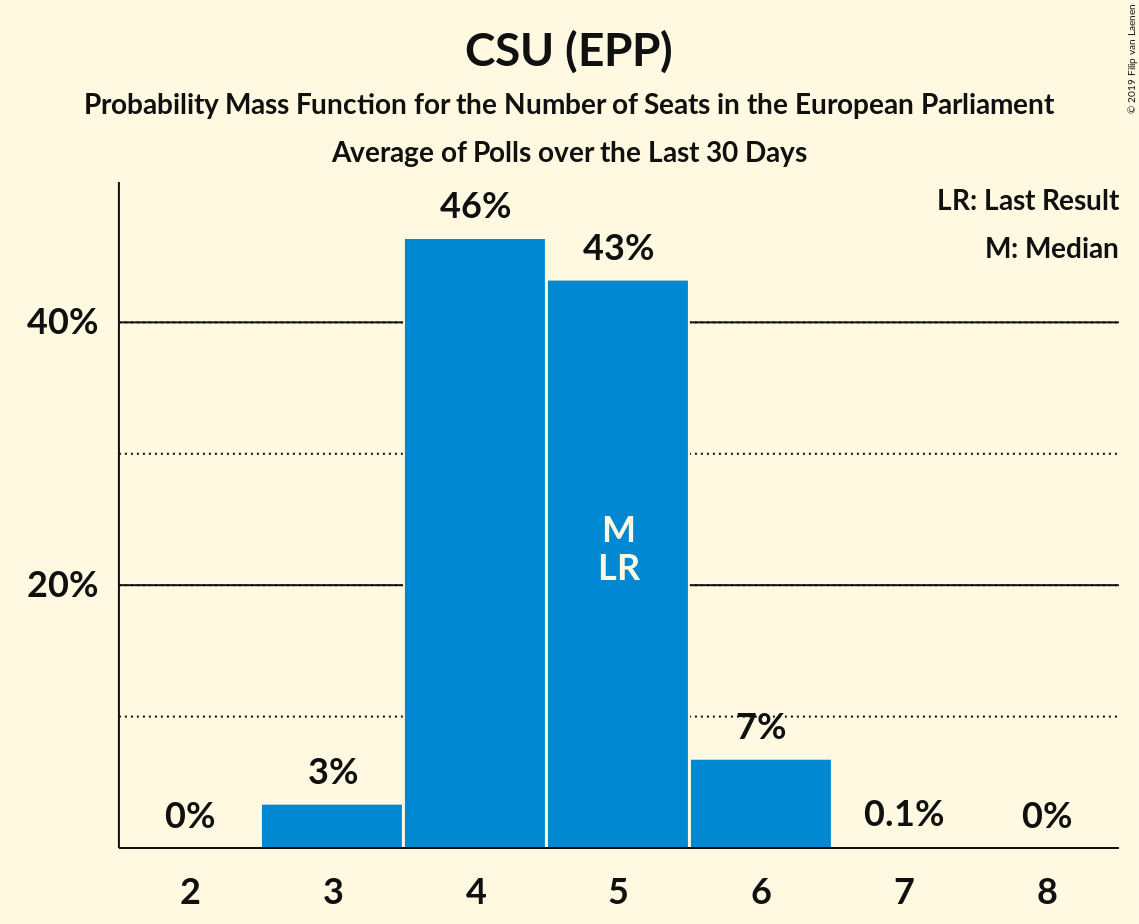 CSU (EPP)
Probability Mass Function for the Number of Seats in the European Parliament
Average of Polls over the Last 30 Days
© 2019 Filip van Laenen
LR: Last Result
M: Median
46%
43%
40%
M
LR
20%
7%
3%
0%
0.1%
0%
2 3 4 5 6 7 8